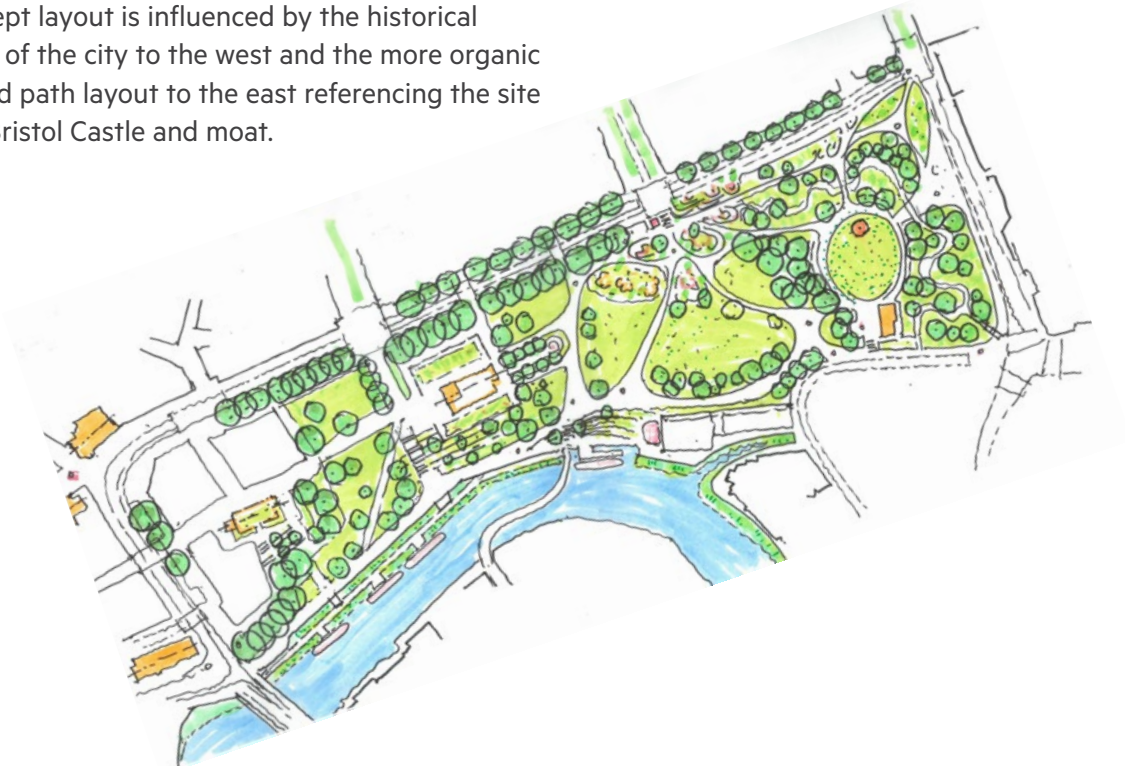 ept layout is influenced by the historical
of the city to the west and the more organic
d path layout to the east referencing the site
Bristol Castle and moat.